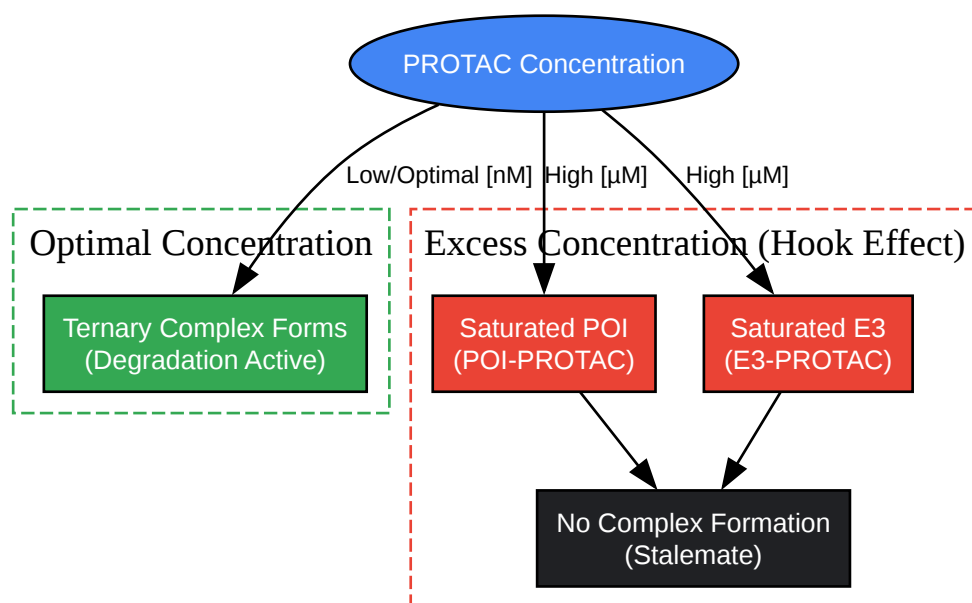 PROTAC Concentration
Low/Optimal [nM]
High [µM]
High [µM]
Optimal Concentration
Excess Concentration (Hook Effect)
Ternary Complex Forms
(Degradation Active)
Saturated POI
(POI-PROTAC)
Saturated E3
(E3-PROTAC)
No Complex Formation
(Stalemate)